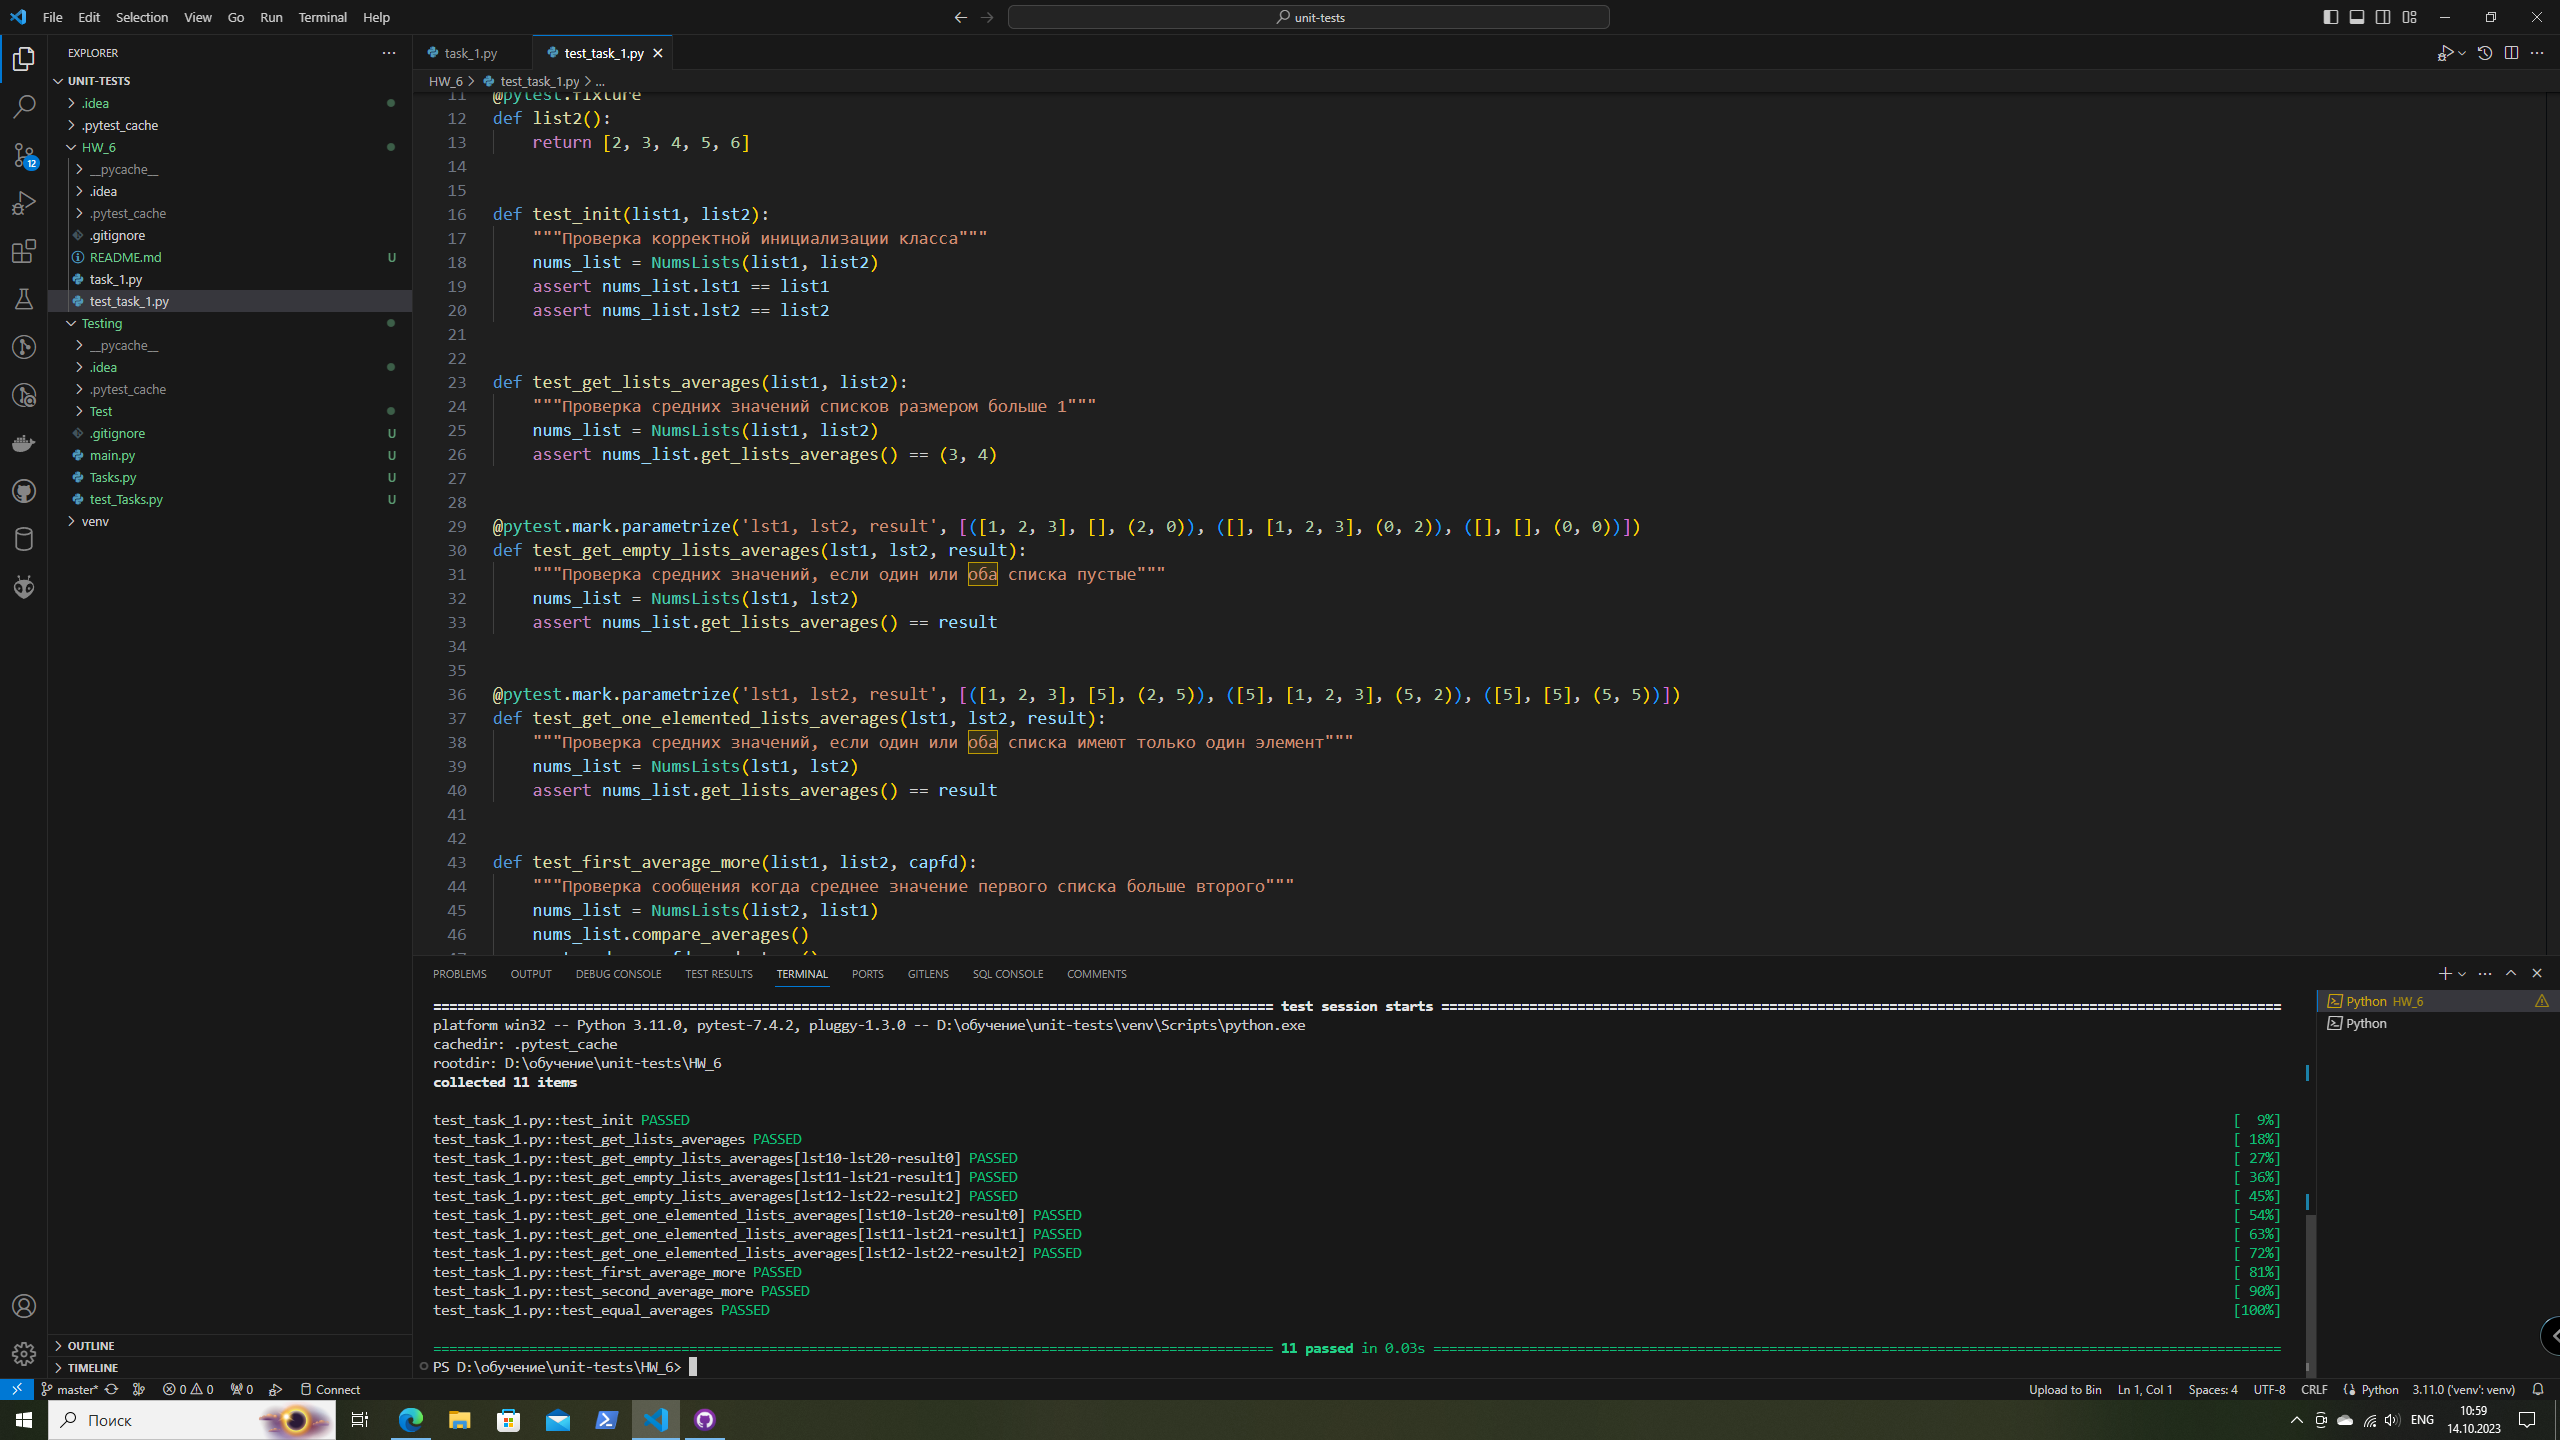 File Edit Selection View Go Run Terminal Help
unit-tests
EXPLORER
UNIT-TESTS
.idea
.pytest_cache
HW_6
__pycache__
.idea
.pytest_cache
.gitignore
README.md U
task_1.py
test_task_1.py
Testing
__pycache__
.idea
.pytest_cache
Test
.gitignore U
main.py U
Tasks.py U
test_Tasks.py U
venv
OUTLINE
TIMELINE
12
task_1.py test_task_1.py
HW_6 > test_task_1.py > ...
11 @pytest.fixture
12 def list2():
13 return [2, 3, 4, 5, 6]
14
15
16 def test_init(list1, list2):
17 """Проверка корректной инициализации класса"""
18 nums_list = NumsLists(list1, list2)
19 assert nums_list.lst1 == list1
20 assert nums_list.lst2 == list2
21
22
23 def test_get_lists_averages(list1, list2):
24 """Проверка средних значений списков размером больше 1"""
25 nums_list = NumsLists(list1, list2)
26 assert nums_list.get_lists_averages() == (3, 4)
27
28
29 @pytest.mark.parametrize('lst1, lst2, result', [([1, 2, 3], [], (2, 0)), ([], [1, 2, 3], (0, 2)), ([], [], (0, 0))])
30 def test_get_empty_lists_averages(lst1, lst2, result):
31 """Проверка средних значений, если один или оба списка пустые"""
32 nums_list = NumsLists(lst1, lst2)
33 assert nums_list.get_lists_averages() == result
34
35
36 @pytest.mark.parametrize('lst1, lst2, result', [([1, 2, 3], [5], (2, 5)), ([5], [1, 2, 3], (5, 2)), ([5], [5], (5, 5))])
37 def test_get_one_elemented_lists_averages(lst1, lst2, result):
38 """Проверка средних значений, если один или оба списка имеют только один элемент"""
39 nums_list = NumsLists(lst1, lst2)
40 assert nums_list.get_lists_averages() == result
41
42
43 def test_first_average_more(list1, list2, capfd):
44 """Проверка сообщения когда среднее значение первого списка больше второго"""
45 nums_list = NumsLists(list2, list1)
46 nums_list.compare_averages()
PROBLEMS OUTPUT DEBUG CONSOLE TEST RESULTS TERMINAL PORTS GITLENS SQL CONSOLE COMMENTS
test session starts
platform win32 -- Python 3.11.0, pytest-7.4.2, pluggy-1.3.0 -- D:\обучение\unit-tests\venv\Scripts\python.exe
cachedir: .pytest_cache
rootdir: D:\обучение\unit-tests\HW_6
collected 11 items
test_task_1.py::test_init PASSED [  9%]
test_task_1.py::test_get_lists_averages PASSED [ 18%]
test_task_1.py::test_get_empty_lists_averages[lst10-lst20-result0] PASSED [ 27%]
test_task_1.py::test_get_empty_lists_averages[lst11-lst21-result1] PASSED [ 36%]
test_task_1.py::test_get_empty_lists_averages[lst12-lst22-result2] PASSED [ 45%]
test_task_1.py::test_get_one_elemented_lists_averages[lst10-lst20-result0] PASSED [ 54%]
test_task_1.py::test_get_one_elemented_lists_averages[lst11-lst21-result1] PASSED [ 63%]
test_task_1.py::test_get_one_elemented_lists_averages[lst12-lst22-result2] PASSED [ 72%]
test_task_1.py::test_first_average_more PASSED [ 81%]
test_task_1.py::test_second_average_more PASSED [ 90%]
test_task_1.py::test_equal_averages PASSED [100%]
11 passed in 0.03s
PS D:\обучение\unit-tests\HW_6>
Python HW_6
Python
master* 0 0 0 Connect
Upload to Bin Ln 1, Col 1 Spaces: 4 UTF-8 CRLF Python 3.11.0 ('venv': venv)
Поиск
ENG
10:59
14.10.2023